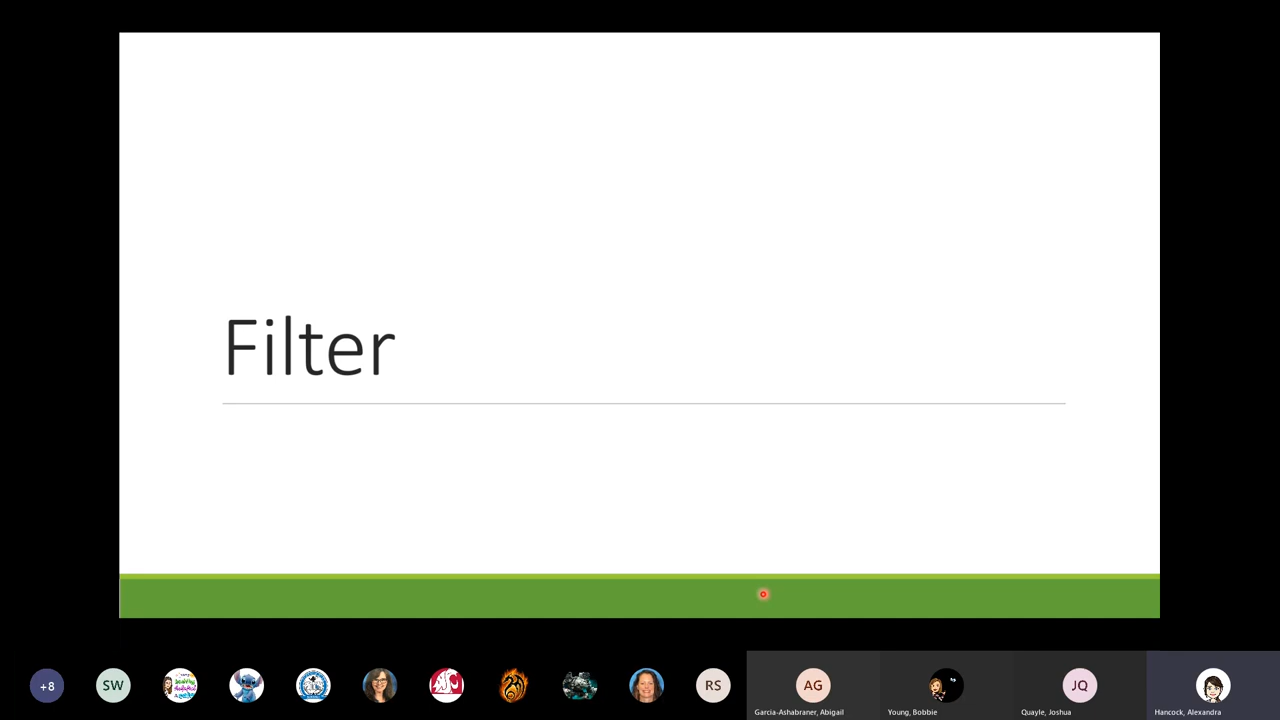 Filter
+8
SW
RS
AG
JQ
Garcia-Ashabraner, Abigail
Young, Bobbie
Quayle, Joshua
Hancock, Alexandra